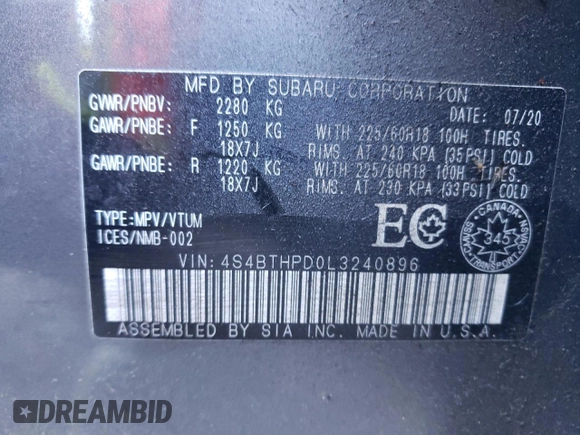 MFD BY SUBARU CORPORATION
GVWR/PNBV: 2280 KG DATE: 07/20
GAWR/PNBE: F 1250 KG WITH 225/60R18 100H TIRES.
18X7J RIMS. AT 240 KPA (35PSI) COLD
GAWR/PNBE: R 1220 KG WITH 225/60R18 100H TIRES.
18X7J RIMS. AT 230 KPA (33PSI) COLD
TYPE:MPV/VTUM
ICES/NMB-002
EC
CANADA
345
TRANSPORT
VIN: 4S4BTHPD0L3240896
ASSEMBLED BY SIA INC. MADE IN U.S.A.
DREAMBID